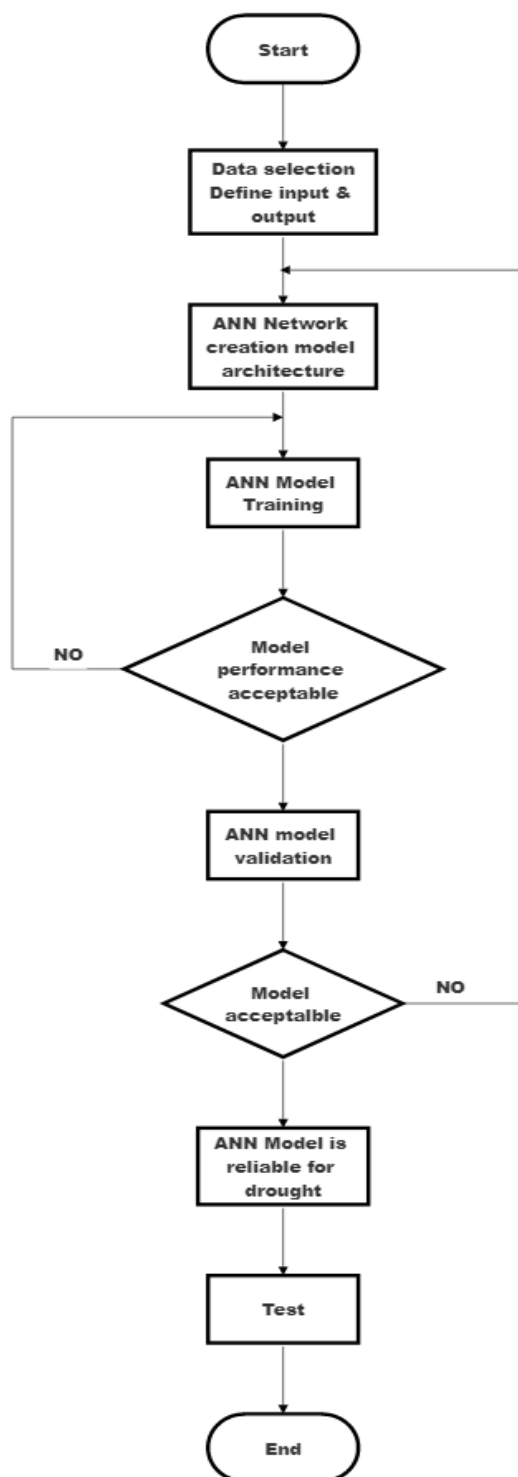 Start
Data selection
Define input &
output
ANN Network
creation model
architecture
ANN Model
Training
Model
performance
acceptable
NO
ANN model
validation
Model
acceptalble
NO
ANN Model is
reliable for
drought
Test
End